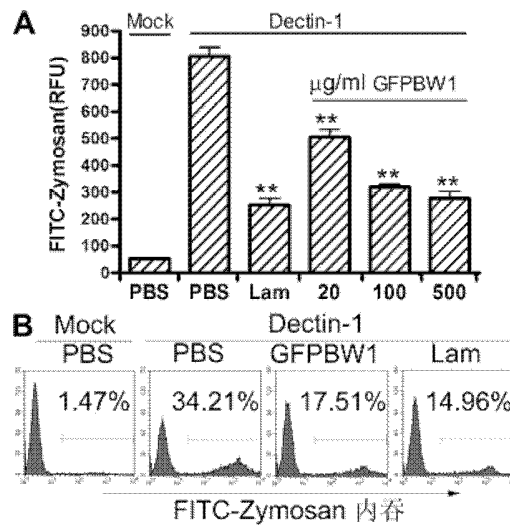 A
Mock
Dectin-1
µg/ml GFPBW1
FITC-Zymosan(RFU)
900
800
700
600
500
400
300
200
100
0
**
**
**
**
PBS
PBS
Lam
20
100
500
B
Mock
Dectin-1
PBS
PBS
GFPBW1
Lam
1.47%
34.21%
17.51%
14.96%
FITC-Zymosan 内吞